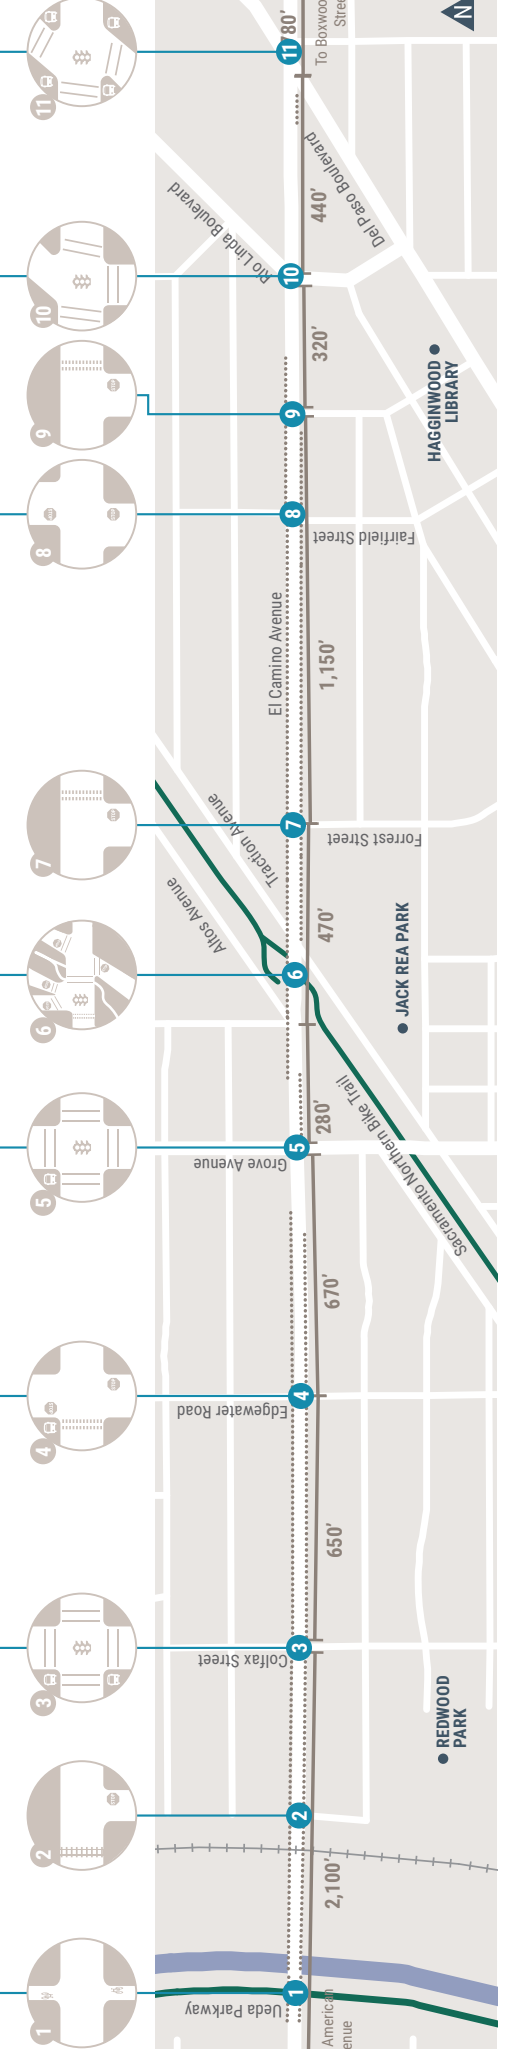 11
780′
To Boxwoo
Stree
N
Del Paso Boulevard
440′
Rio Linda Boulevard
10
10
320′
9
9
HAGGINWOOD
LIBRARY
8
8
Fairfield Street
El Camino Avenue
1,150′
7
7
Traction Avenue
Forrest Street
Altos Avenue
470′
JACK REA PARK
6
6
280′
Sacramento Northern Bike Trail
5
5
Grove Avenue
670′
4
4
Edgewater Road
650′
3
3
Colfax Street
REDWOOD
PARK
2
2
2,100′
1
1
Ueda Parkway
American
enue
11